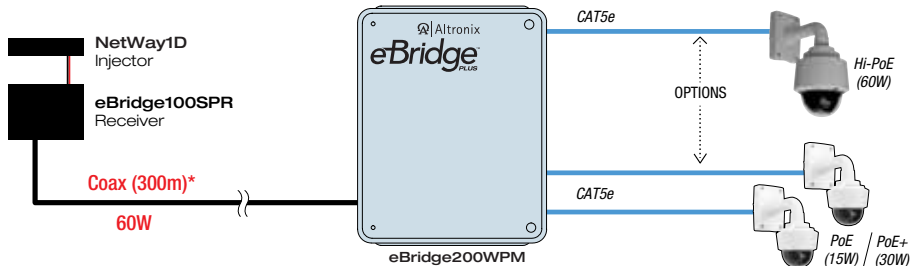 NetWay1D
Injector
eBridge100SPR
Receiver
Coax (300m)*
60W
Altronix
eBridge™
PLUS
eBridge200WPM
CAT5e
OPTIONS
CAT5e
Hi-PoE
(60W)
PoE / PoE+
(15W) (30W)